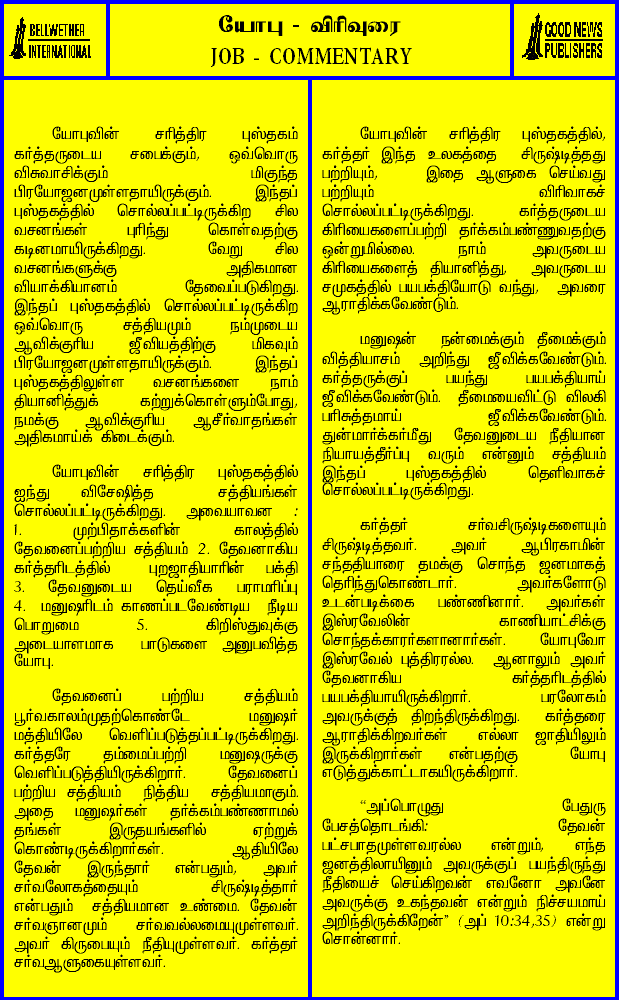 BELLWETHER
INTERNATIONAL
யோபு - விரிவுரை
JOB - COMMENTARY
GOOD NEWS
PUBLISHERS
யோபுவின் சரித்திர புஸ்தகம்
கர்த்தருடைய சபைக்கும், ஒவ்வொரு
விசுவாசிக்கும் மிகுந்த
பிரயோஜனமுள்ளதாயிருக்கும். இந்தப்
புஸ்தகத்தில் சொல்லப்பட்டிருக்கிற சில
வசனங்கள் புரிந்து கொள்வதற்கு
கடினமாயிருக்கிறது. வேறு சில
வசனங்களுக்கு அதிகமான
வியாக்கியானம் தேவைப்படுகிறது.
இந்தப் புஸ்தகத்தில் சொல்லப்பட்டிருக்கிற
ஒவ்வொரு சத்தியமும் நம்முடைய
ஆவிக்குரிய ஜீவியத்திற்கு மிகவும்
பிரயோஜனமுள்ளதாயிருக்கும். இந்தப்
புஸ்தகத்திலுள்ள வசனங்களை நாம்
தியானித்துக் கற்றுக்கொள்ளும்போது,
நமக்கு ஆவிக்குரிய ஆசீர்வாதங்கள்
அதிகமாய்க் கிடைக்கும்.
யோபுவின் சரித்திர புஸ்தகத்தில்
ஐந்து விசேஷித்த சத்தியங்கள்
சொல்லப்பட்டிருக்கிறது. அவையாவன :
1. முற்பிதாக்களின் காலத்தில்
தேவனைப்பற்றிய சத்தியம் 2. தேவனாகிய
கர்த்தரிடத்தில் புறஜாதியாரின் பக்தி
3. தேவனுடைய தெய்வீக பராமரிப்பு
4. மனுஷரிடம் காணப்படவேண்டிய நீடிய
பொறுமை 5. கிறிஸ்துவுக்கு
அடையாளமாக பாடுகளை அனுபவித்த
யோபு.
தேவனைப் பற்றிய சத்தியம்
பூர்வகாலமுதற்கொண்டே மனுஷர்
மத்தியிலே வெளிப்படுத்தப்பட்டிருக்கிறது.
கர்த்தரே தம்மைப்பற்றி மனுஷருக்கு
வெளிப்படுத்தியிருக்கிறார். தேவனைப்
பற்றிய சத்தியம் நித்திய சத்தியமாகும்.
அதை மனுஷர்கள் தர்க்கம்பண்ணாமல்
தங்கள் இருதயங்களில் ஏற்றுக்
கொண்டிருக்கிறார்கள். ஆதியிலே
தேவன் இருந்தார் என்பதும், அவர்
சர்வலோகத்தையும் சிருஷ்டித்தார்
என்பதும் சத்தியமான உண்மை. தேவன்
சர்வஞானமும் சர்வவல்லமையுமுள்ளவர்.
அவர் கிருபையும் நீதியுமுள்ளவர். கர்த்தர்
சர்வஆளுகையுள்ளவர்.
யோபுவின் சரித்திர புஸ்தகத்தில்,
கர்த்தர் இந்த உலகத்தை சிருஷ்டித்தது
பற்றியும், இதை ஆளுகை செய்வது
பற்றியும் விரிவாகச்
சொல்லப்பட்டிருக்கிறது. கர்த்தருடைய
கிரியைகளைப்பற்றி தர்க்கம்பண்ணுவதற்கு
ஒன்றுமில்லை. நாம் அவருடைய
கிரியைகளைத் தியானித்து, அவருடைய
சமுகத்தில் பயபக்தியோடு வந்து, அவரை
ஆராதிக்கவேண்டும்.
மனுஷன் நன்மைக்கும் தீமைக்கும்
வித்தியாசம் அறிந்து ஜீவிக்கவேண்டும்.
கர்த்தருக்குப் பயந்து பயபக்தியாய்
ஜீவிக்கவேண்டும். தீமையைவிட்டு விலகி
பரிசுத்தமாய் ஜீவிக்கவேண்டும்.
துன்மார்க்கர்மீது தேவனுடைய நீதியான
நியாயத்தீர்ப்பு வரும் என்னும் சத்தியம்
இந்தப் புஸ்தகத்தில் தெளிவாகச்
சொல்லப்பட்டிருக்கிறது.
கர்த்தர் சர்வசிருஷ்டிகளையும்
சிருஷ்டித்தவர். அவர் ஆபிரகாமின்
சந்ததியாரை தமக்கு சொந்த ஜனமாகத்
தெரிந்துகொண்டார். அவர்களோடு
உடன்படிக்கை பண்ணினார். அவர்கள்
இஸ்ரவேலின் காணியாட்சிக்கு
சொந்தக்காரர்களானார்கள். யோபுவோ
இஸ்ரவேல் புத்திரரல்ல. ஆனாலும் அவர்
தேவனாகிய கர்த்தரிடத்தில்
பயபக்தியாயிருக்கிறார். பரலோகம்
அவருக்குத் திறந்திருக்கிறது. கர்த்தரை
ஆராதிக்கிறவர்கள் எல்லா ஜாதியிலும்
இருக்கிறார்கள் என்பதற்கு யோபு
எடுத்துக்காட்டாகயிருக்கிறார்.
“அப்பொழுது பேதுரு
பேசத்தொடங்கி: தேவன்
பட்சபாதமுள்ளவரல்ல என்றும், எந்த
ஜனத்திலாயினும் அவருக்குப் பயந்திருந்து
நீதியைச் செய்கிறவன் எவனோ அவனே
அவருக்கு உகந்தவன் என்றும் நிச்சயமாய்
அறிந்திருக்கிறேன்” (அப் 10:34,35) என்று
சொன்னார்.